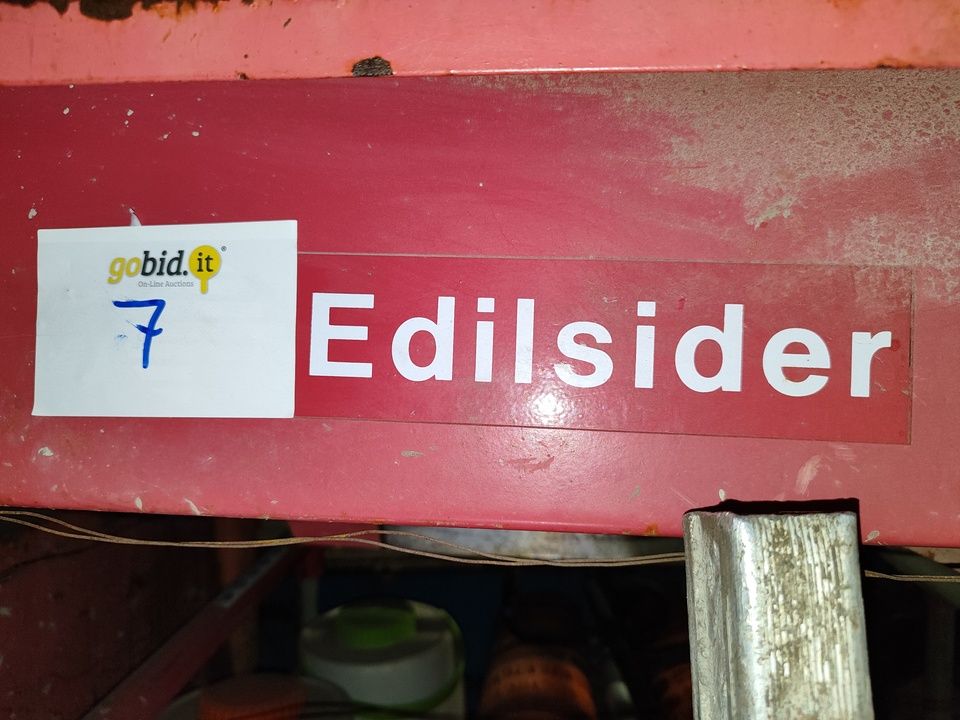 gobid.it®
On-Line Auctions
7
Edilsider